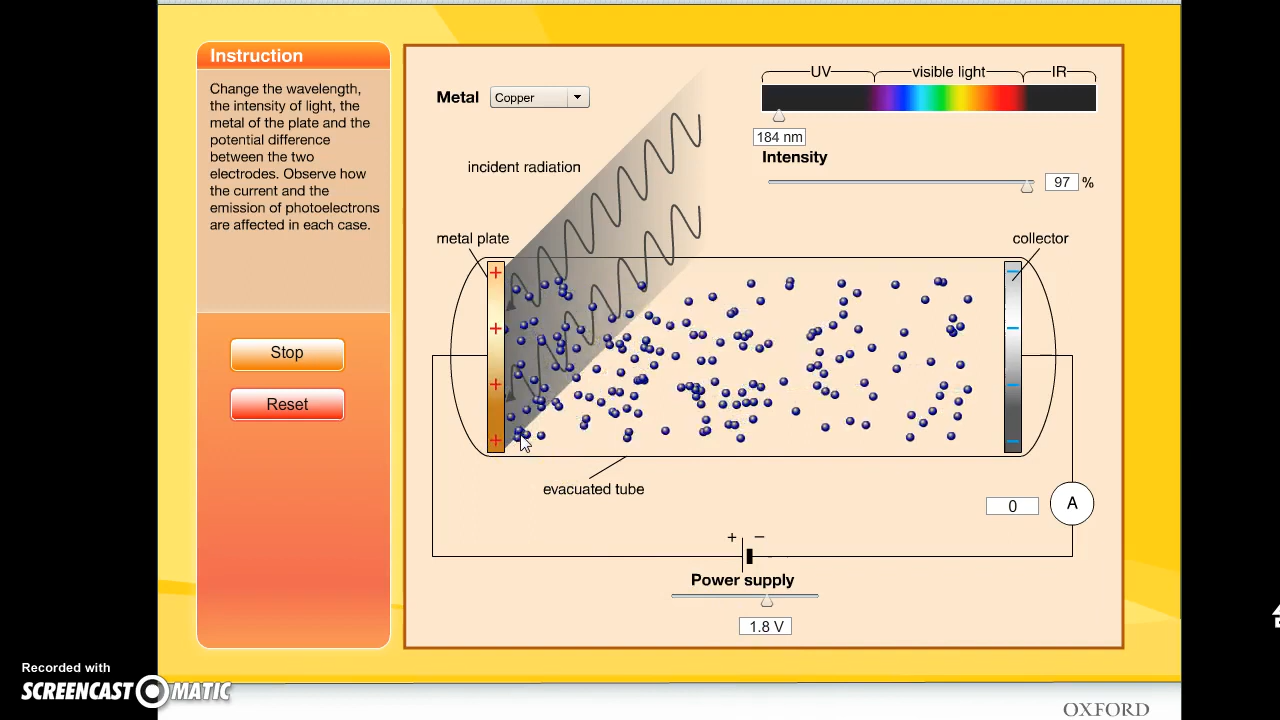 Instruction
Change the wavelength,
the intensity of light, the
metal of the plate and the
potential difference
between the two
electrodes. Observe how
the current and the
emission of photoelectrons
are affected in each case.
Stop
Reset
Metal Copper
UV visible light IR
184 nm
Intensity
97 %
incident radiation
metal plate
collector
+
+
+
+
−
−
−
−
evacuated tube
0 A
+ −
Power supply
1.8 V
Recorded with
SCREENCAST MATIC
OXFORD